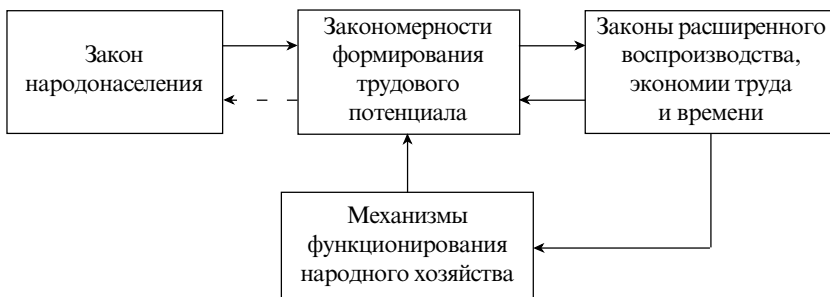 Закон
народонаселения
Закономерности
формирования
трудового
потенциала
Законы расширенного
воспроизводства,
экономии труда
и времени
Механизмы
функционирования
народного хозяйства